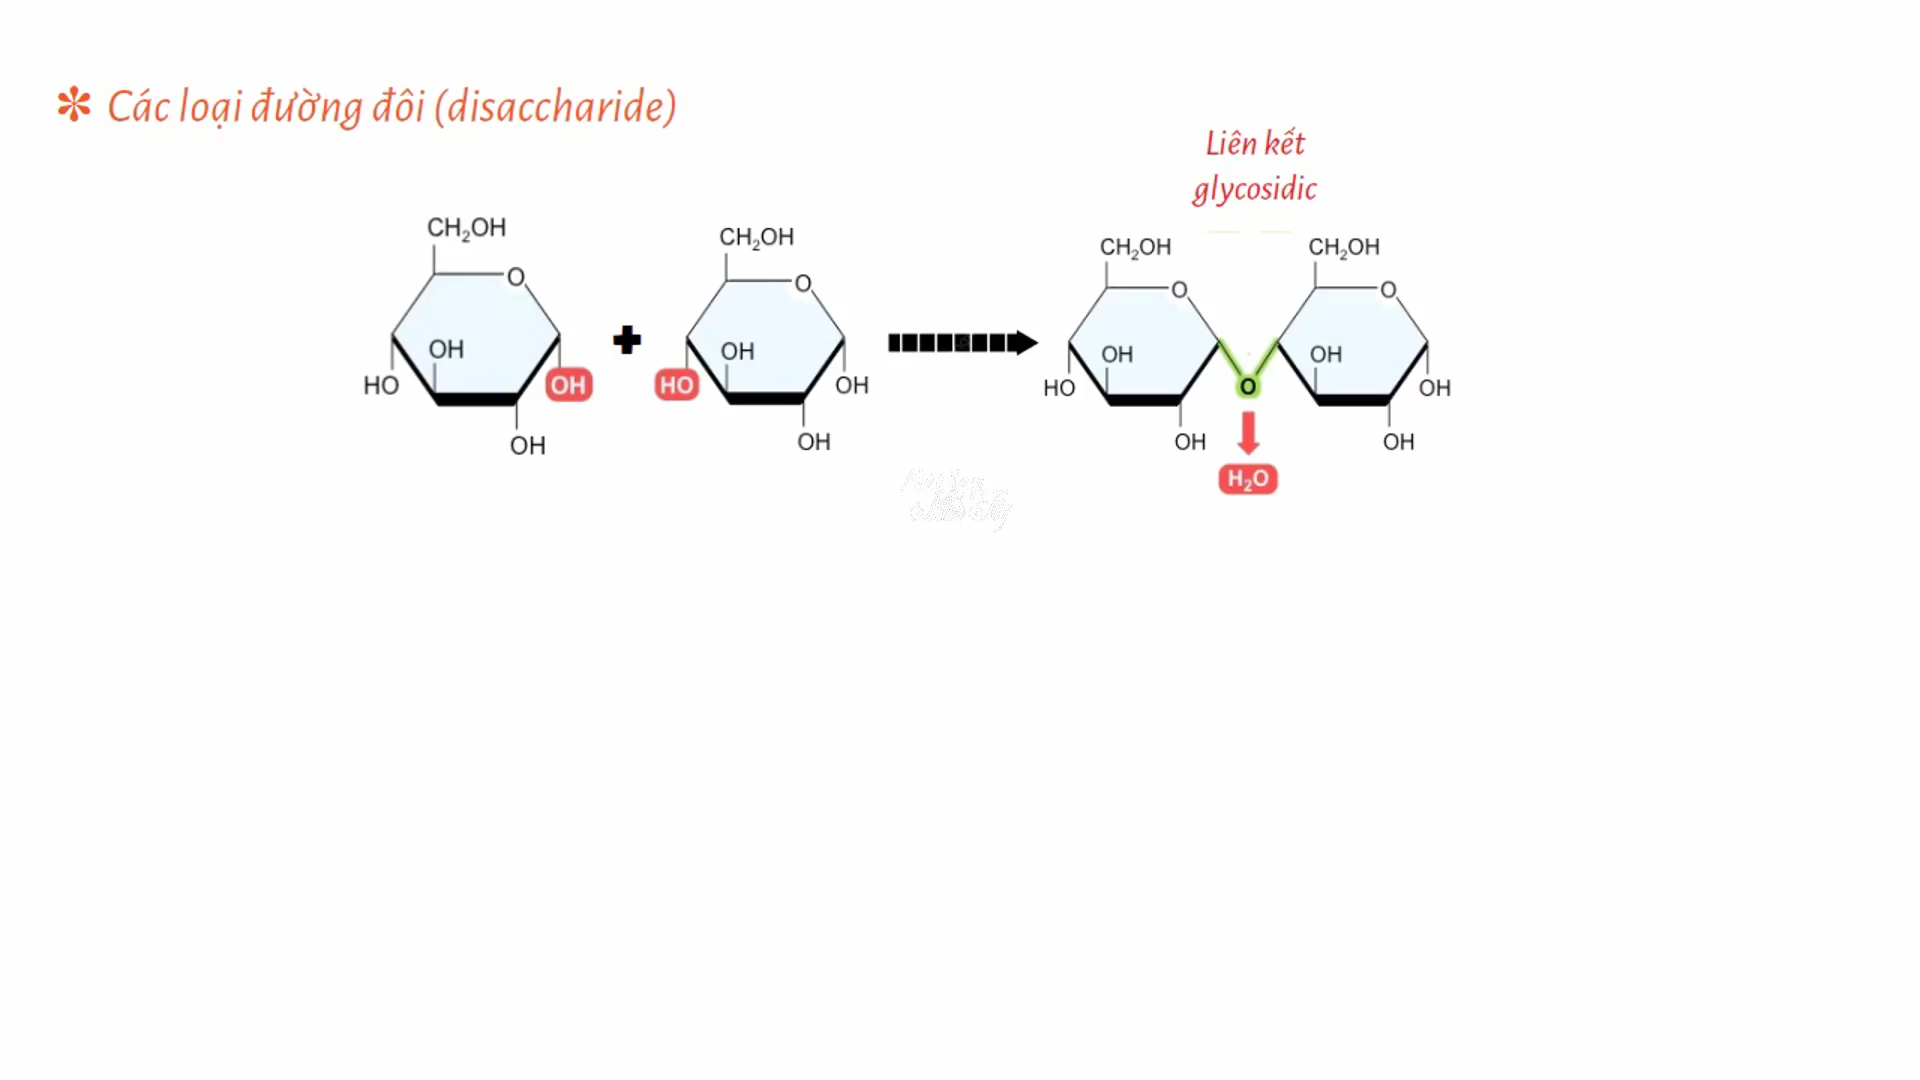 ✻ Các loại đường đôi (disaccharide)
Liên kết
glycosidic
CH₂OH
O
OH
HO
OH
OH
+
CH₂OH
O
OH
HO
OH
OH
CH₂OH
O
OH
HO
OH
O
CH₂OH
O
OH
OH
OH
H₂O